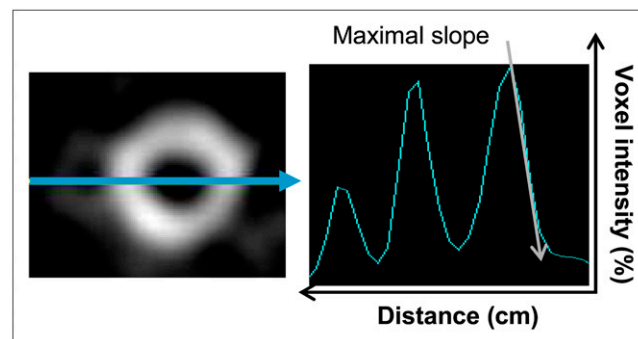 Maximal slope
Voxel intensity (%)
Distance (cm)